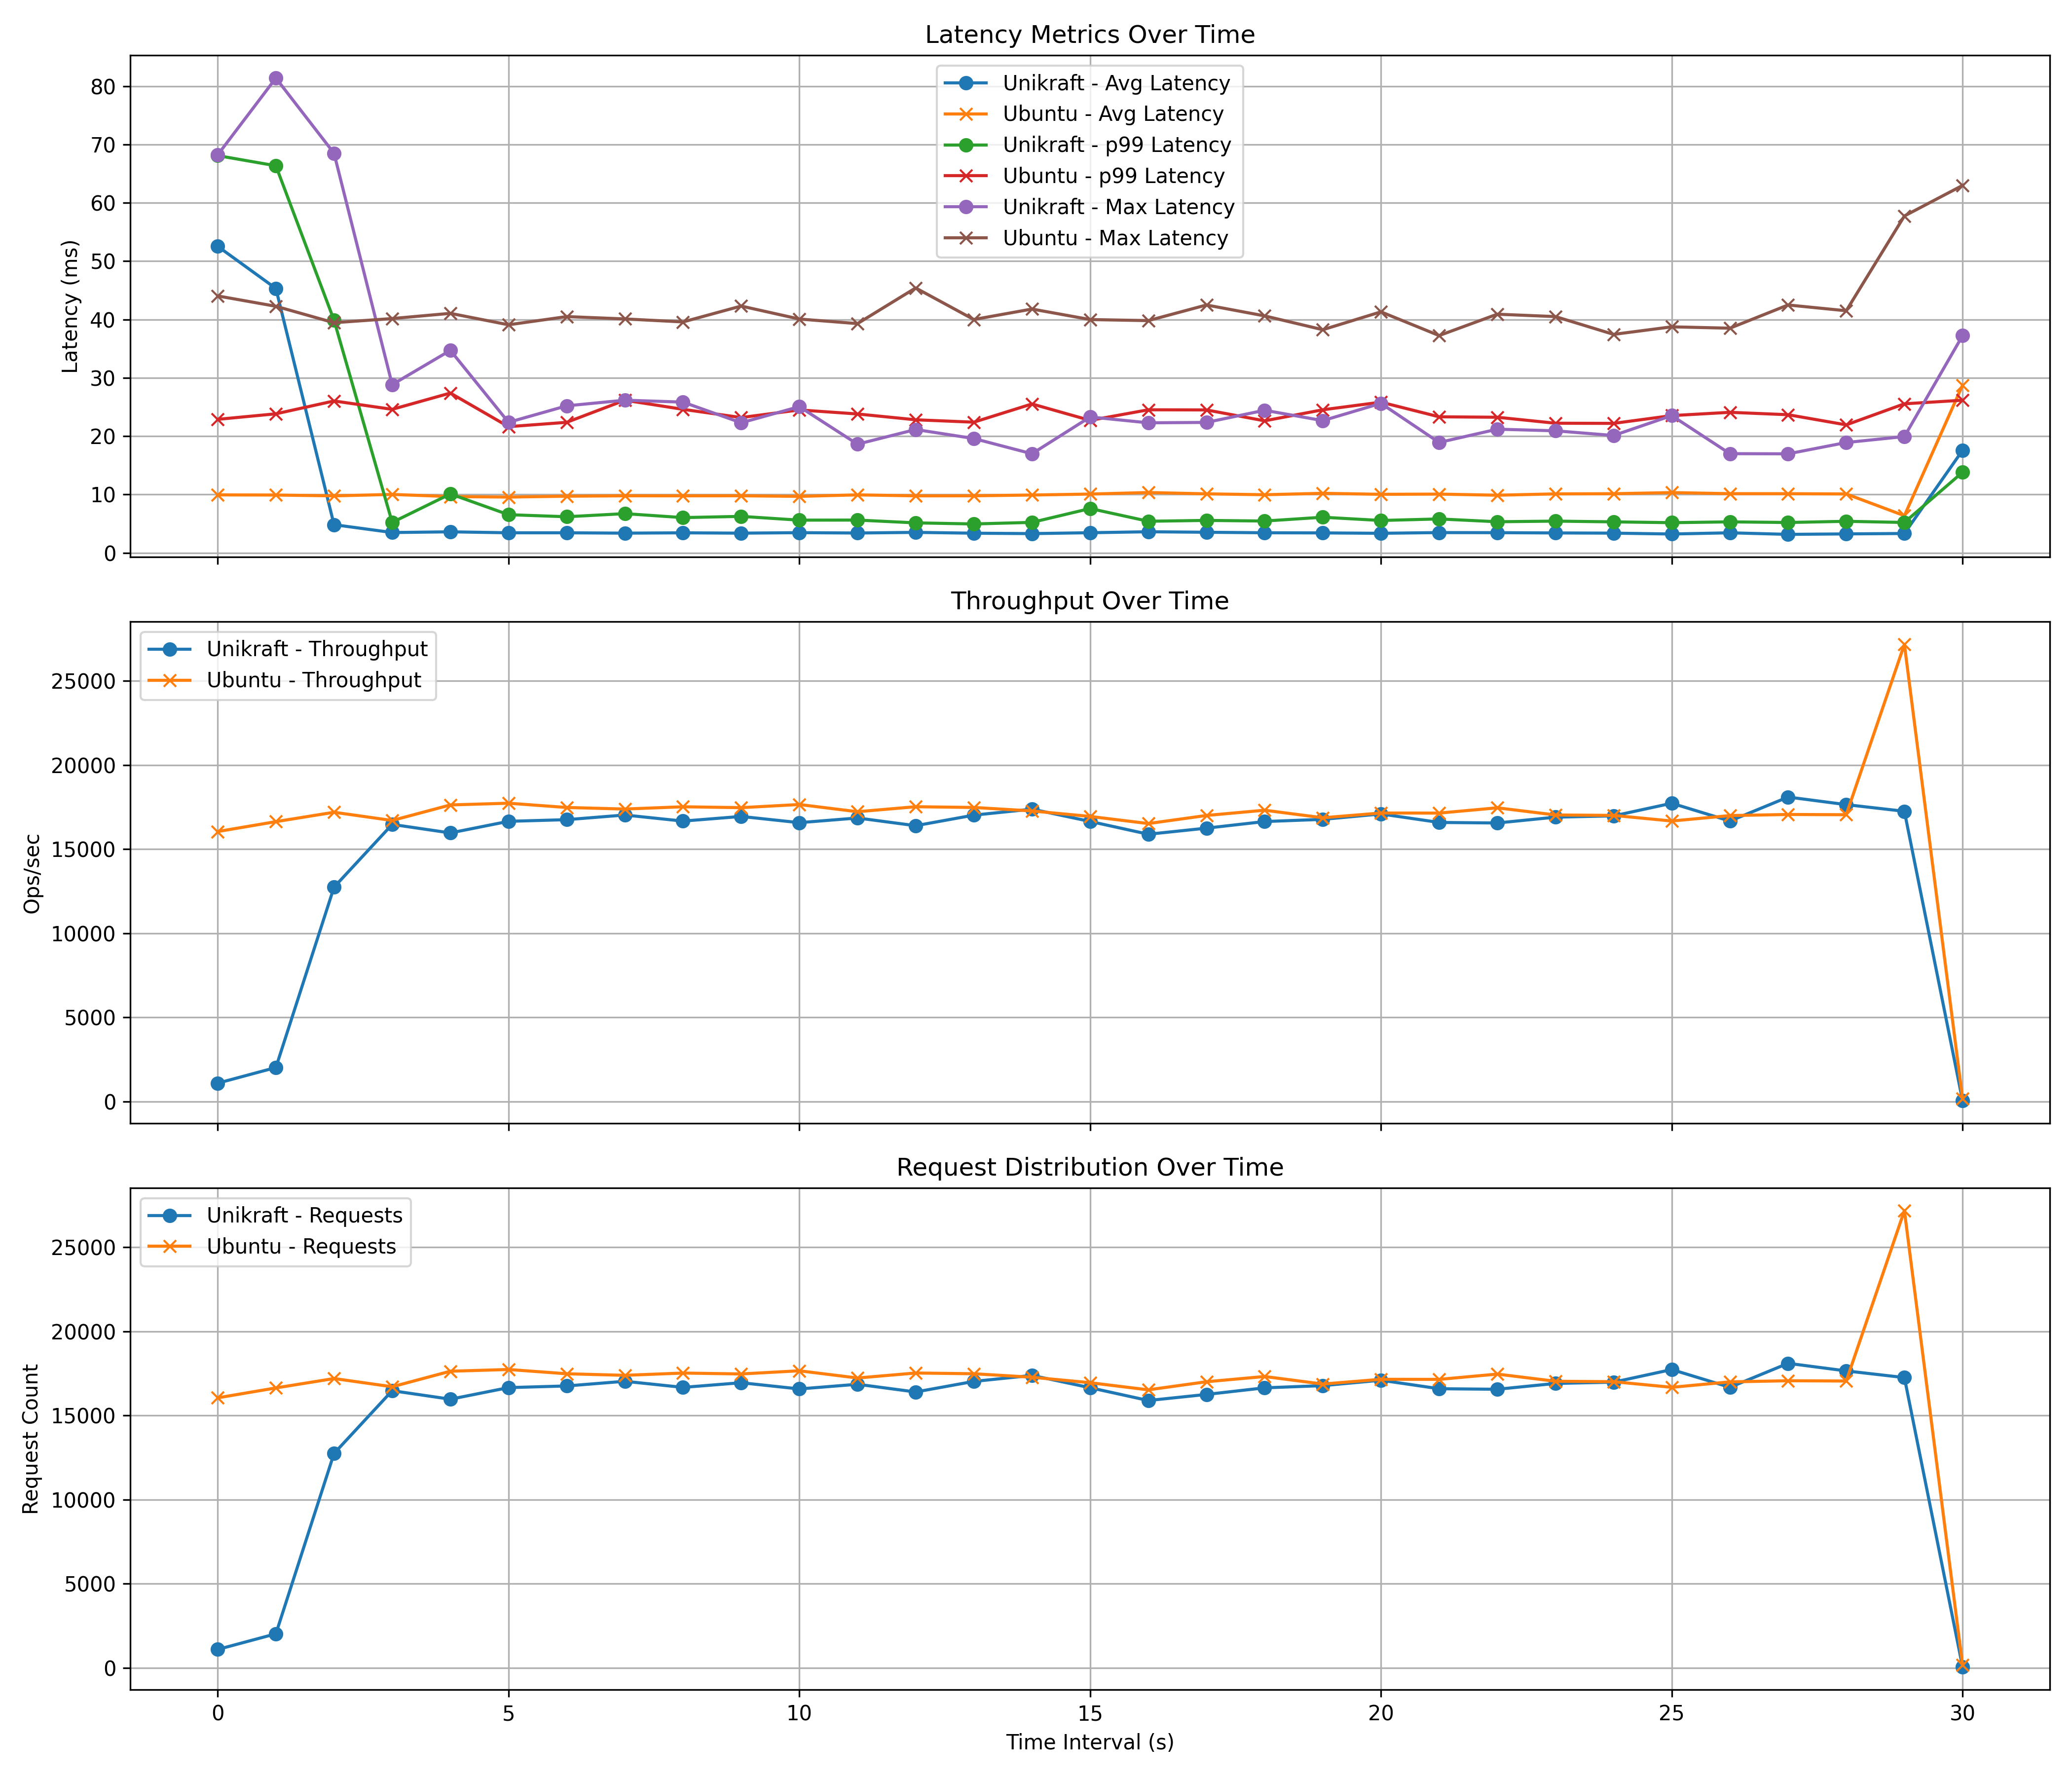 Latency Metrics Over Time
Latency (ms)
80
70
60
50
40
30
20
10
0
Unikraft - Avg Latency
Ubuntu - Avg Latency
Unikraft - p99 Latency
Ubuntu - p99 Latency
Unikraft - Max Latency
Ubuntu - Max Latency
Throughput Over Time
Ops/sec
25000
20000
15000
10000
5000
0
Unikraft - Throughput
Ubuntu - Throughput
Request Distribution Over Time
Request Count
25000
20000
15000
10000
5000
0
Unikraft - Requests
Ubuntu - Requests
0 5 10 15 20 25 30
Time Interval (s)